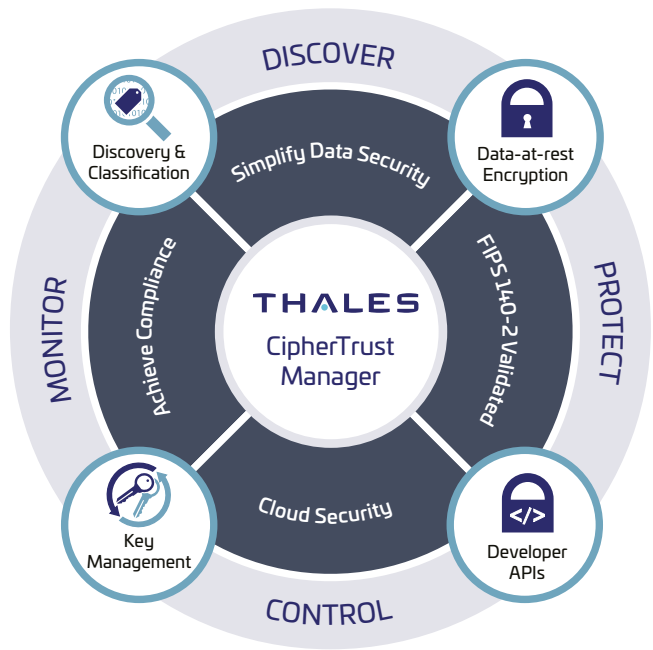 DISCOVER
Discovery &
Classification
Data-at-rest
Encryption
Simplify Data Security
MONITOR
Achieve Compliance
THALES
CipherTrust
Manager
FIPS 140-2 Validated
PROTECT
Cloud Security
Key
Management
</>
Developer
APIs
CONTROL